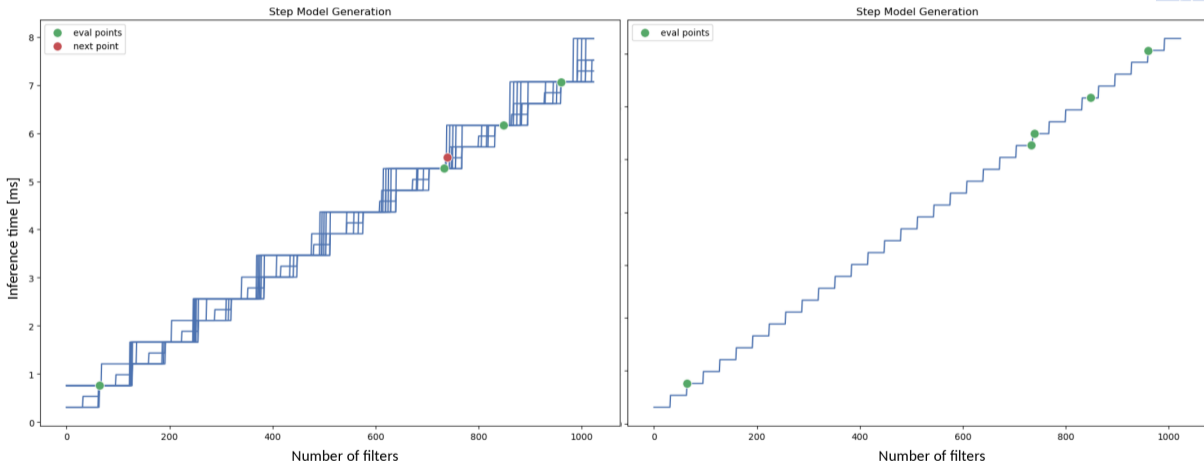 Step Model Generation
eval points
next point
8
7
6
5
4
3
2
1
0
0 200 400 600 800 1000
Inference time [ms]
Number of filters
Step Model Generation
eval points
0 200 400 600 800 1000
Number of filters